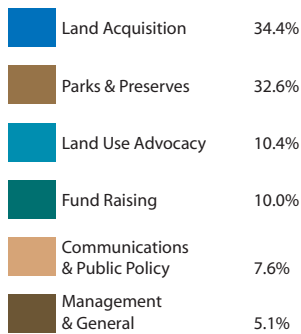 Land Acquisition 34.4%
Parks & Preserves 32.6%
Land Use Advocacy 10.4%
Fund Raising 10.0%
Communications
& Public Policy 7.6%
Management
& General 5.1%